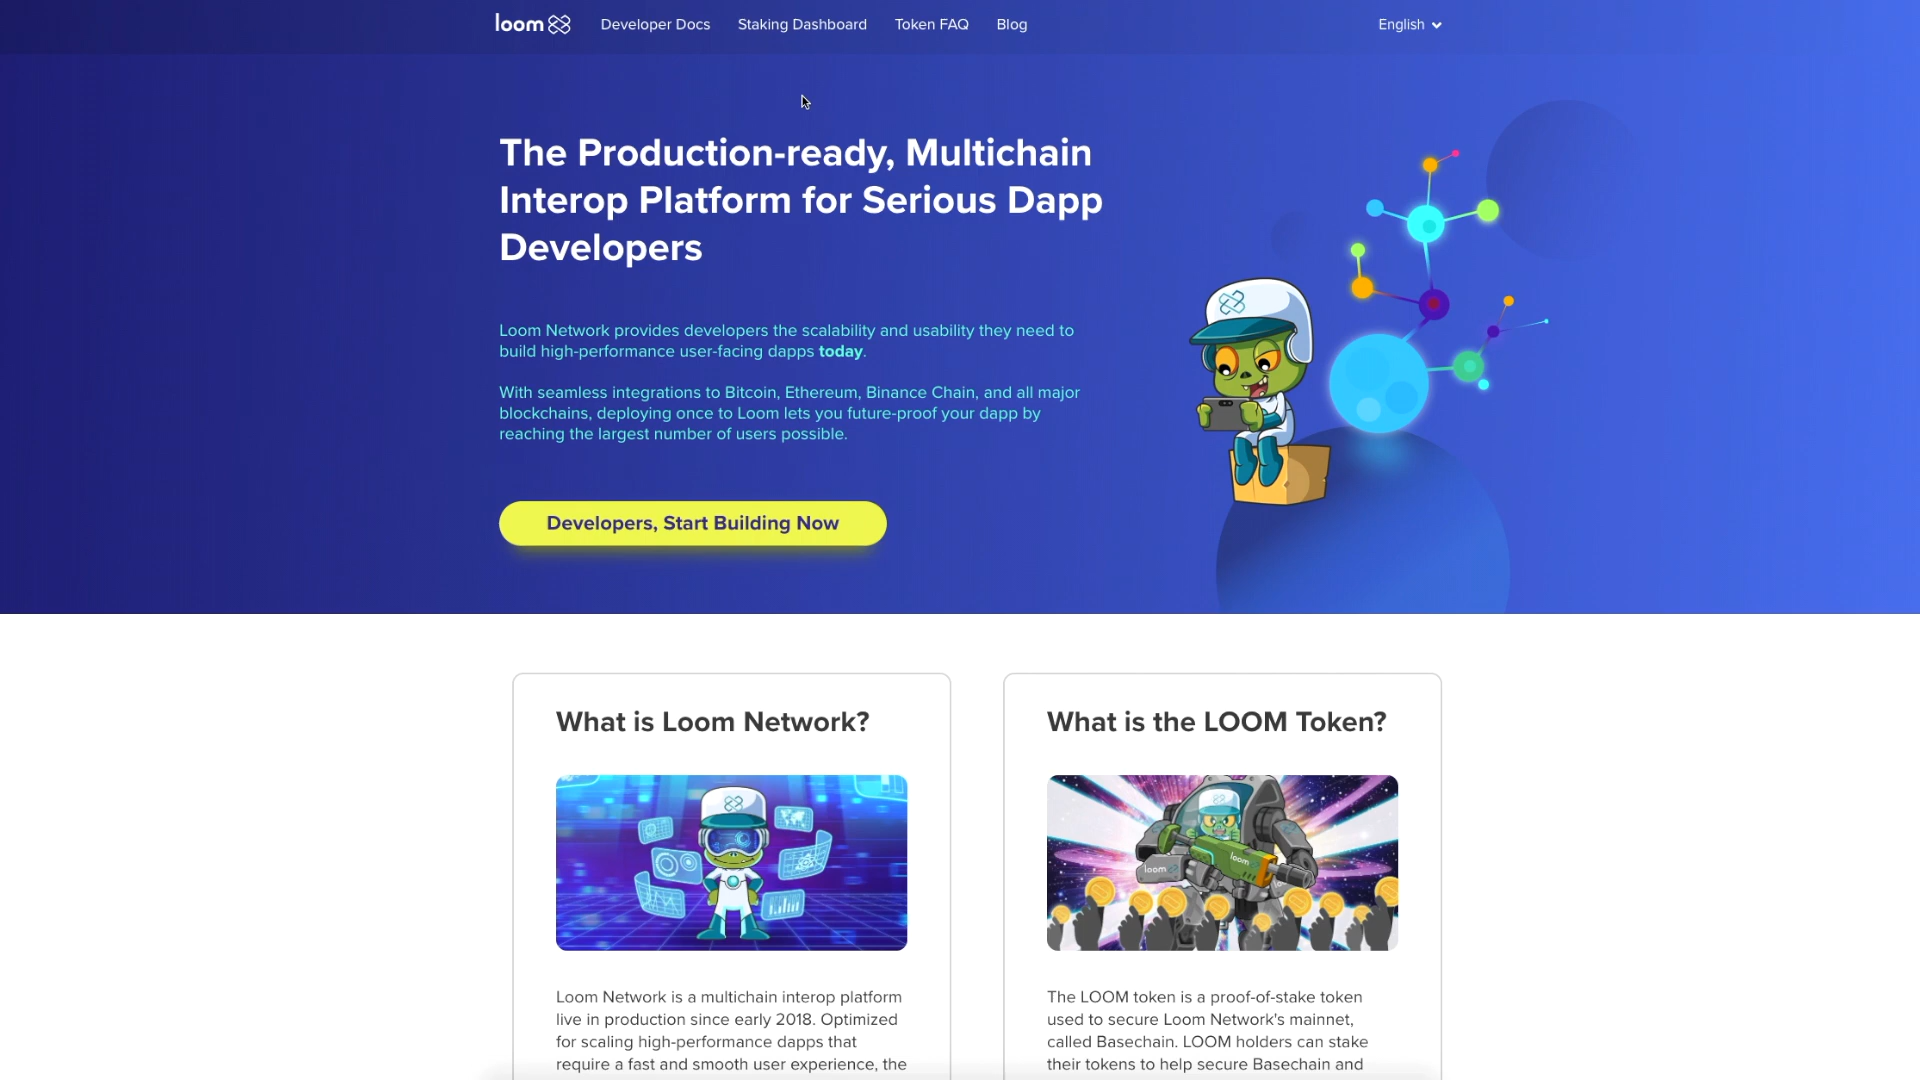 loom
Developer Docs
Staking Dashboard
Token FAQ
Blog
English
The Production-ready, Multichain
Interop Platform for Serious Dapp
Developers
Loom Network provides developers the scalability and usability they need to
build high-performance user-facing dapps today.
With seamless integrations to Bitcoin, Ethereum, Binance Chain, and all major
blockchains, deploying once to Loom lets you future-proof your dapp by
reaching the largest number of users possible.
Developers, Start Building Now
What is Loom Network?
Loom Network is a multichain interop platform
live in production since early 2018. Optimized
for scaling high-performance dapps that
require a fast and smooth user experience, the
What is the LOOM Token?
loom
loom
The LOOM token is a proof-of-stake token
used to secure Loom Network's mainnet,
called Basechain. LOOM holders can stake
their tokens to help secure Basechain and